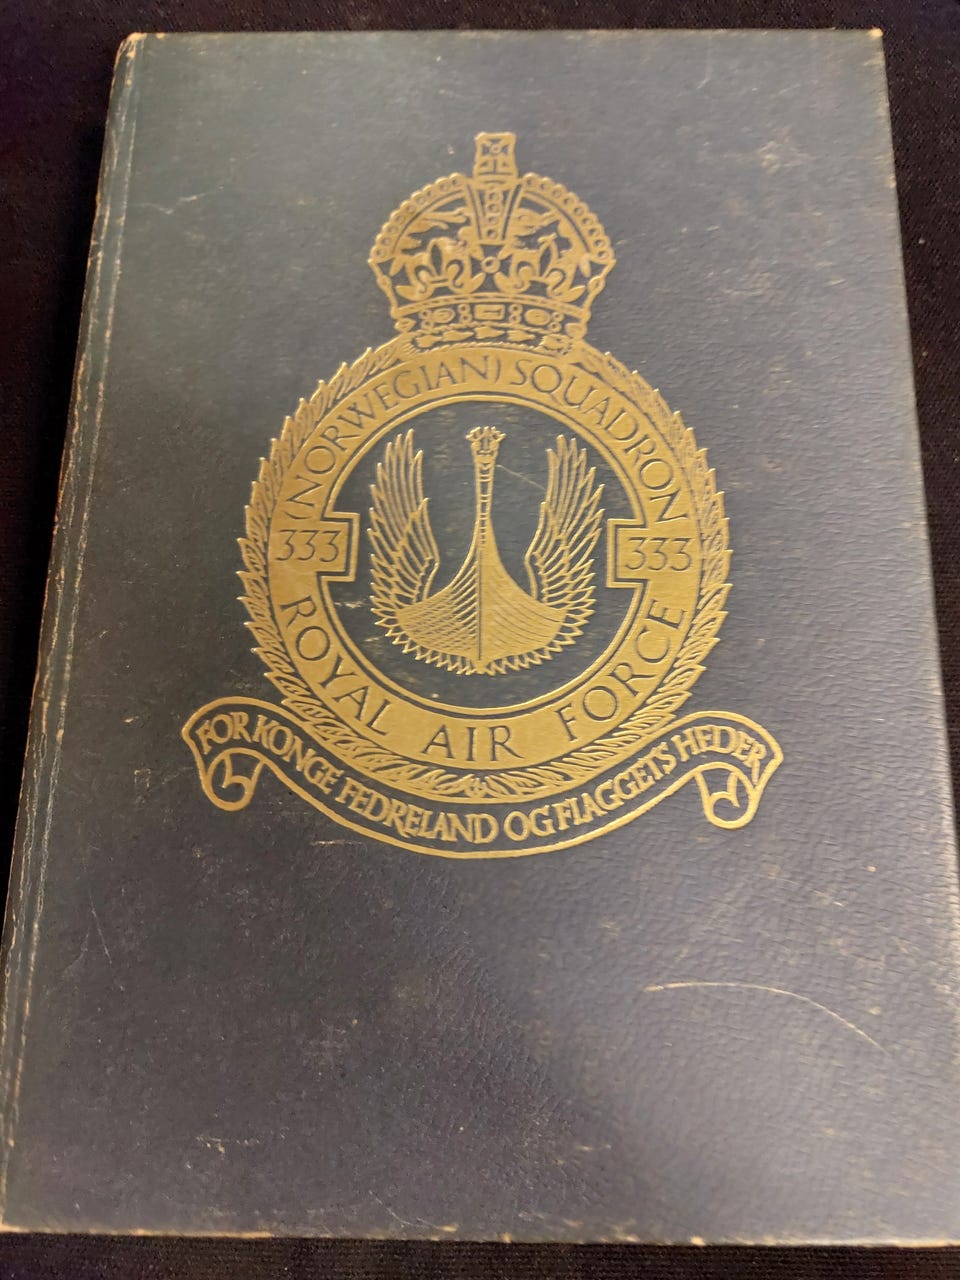 (NORWEGIAN) SQUADRON
333 333
ROYAL AIR FORCE
FOR KONGE FEDRELAND OG FLAGGETS HEDER